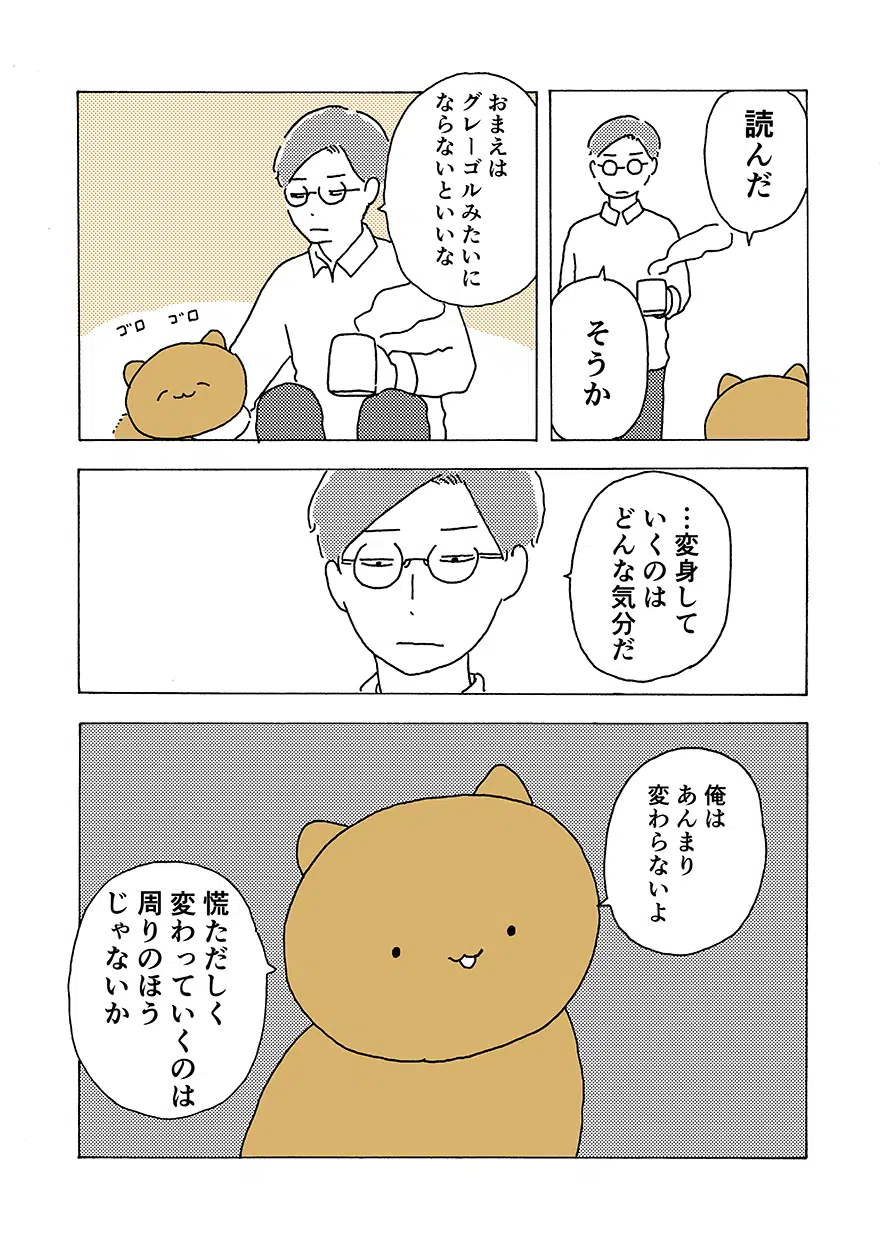 読んだ
そうか
おまえは
グレーゴルみたいに
ならないといいな
ゴロ ゴロ
…変身して
いくのは
どんな気分だ
俺は
あんまり
変わらないよ
慌ただしく
変わっていくのは
周りのほう
じゃないか